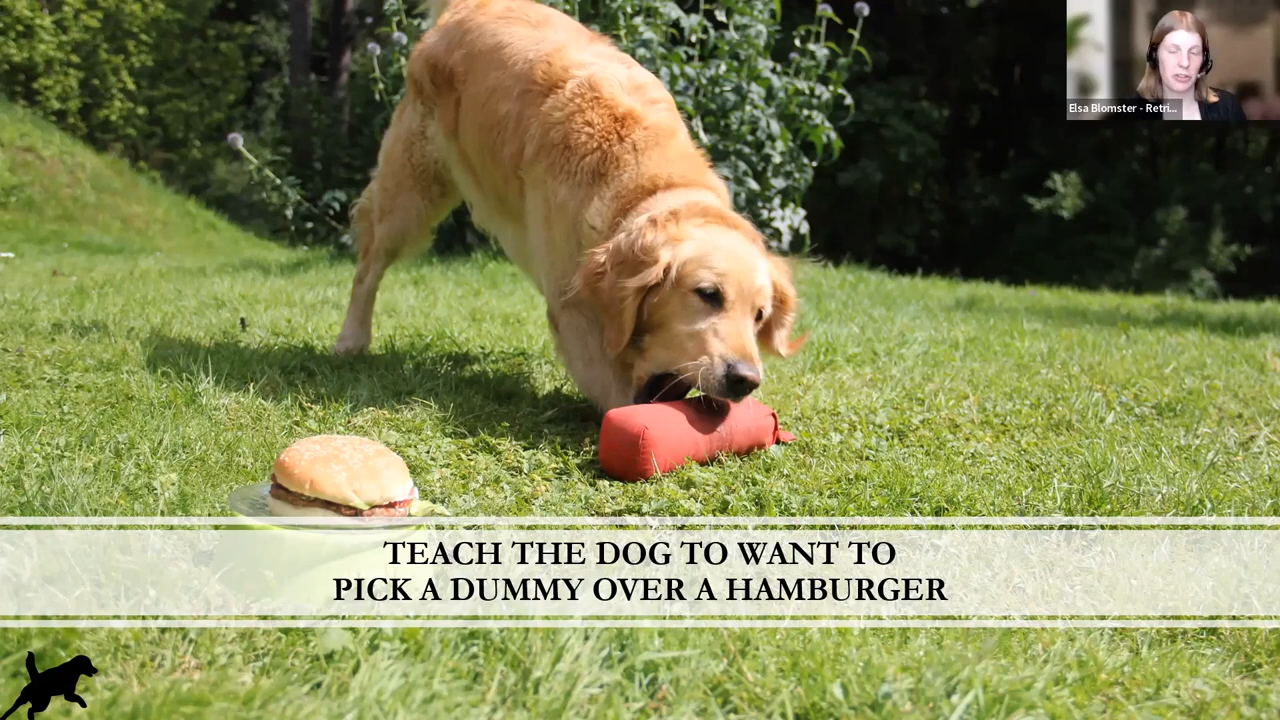 Elsa Blomster - Retri...
TEACH THE DOG TO WANT TO
PICK A DUMMY OVER A HAMBURGER